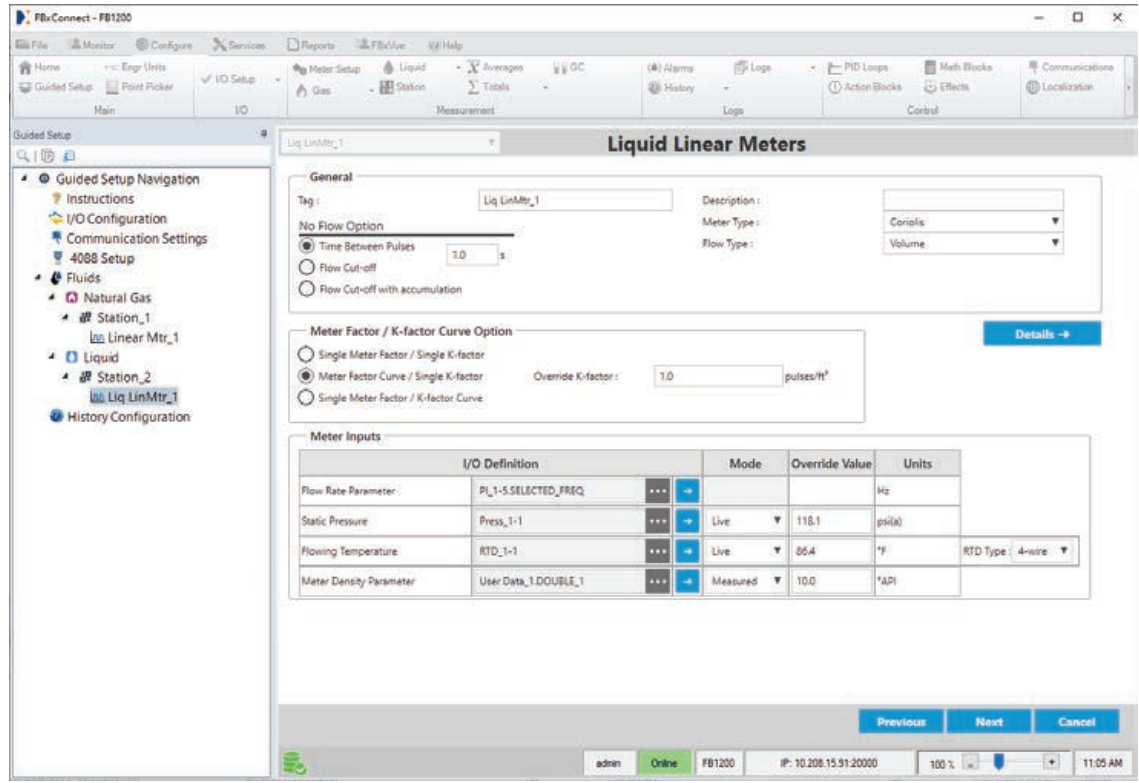 FBxConnect - FB1200
File Monitor Configure Services Reports FBxVue Help
Home Engr Units I/O Setup Meter Setup Liquid Averages GC Alarms Logs PID Loops Math Blocks Communications
Guided Setup Point Picker Gas Station Totals History Action Blocks Effects Localization
Main I/O Measurement Logs Control
Guided Setup
Guided Setup Navigation
Instructions
I/O Configuration
Communication Settings
4088 Setup
Fluids
Natural Gas
Station_1
Linear Mtr_1
Liquid
Station_2
Liq LinMtr_1
History Configuration
Liq LinMtr_1 Liquid Linear Meters
General
Tag : Liq LinMtr_1 Description :
No Flow Option Meter Type : Coriolis
Time Between Pulses 1.0 s Flow Type : Volume
Flow Cut-off
Flow Cut-off with accumulation
Meter Factor / K-factor Curve Option Details →
Single Meter Factor / Single K-factor
Meter Factor Curve / Single K-factor Override K-factor : 1.0 pulses/ft³
Single Meter Factor / K-factor Curve
Meter Inputs
I/O Definition Mode Override Value Units
Flow Rate Parameter PI_1-5.SELECTED_FREQ ... → Hz
Static Pressure Press_1-1 ... → Live 118.1 psi(a)
Flowing Temperature RTD_1-1 ... → Live 86.4 °F RTD Type : 4-wire
Meter Density Parameter User Data_1.DOUBLE_1 ... → Measured 10.0 °API
Previous Next Cancel
admin Online FB1200 IP: 10.208.15.91:20000 100 % - + 11:05 AM